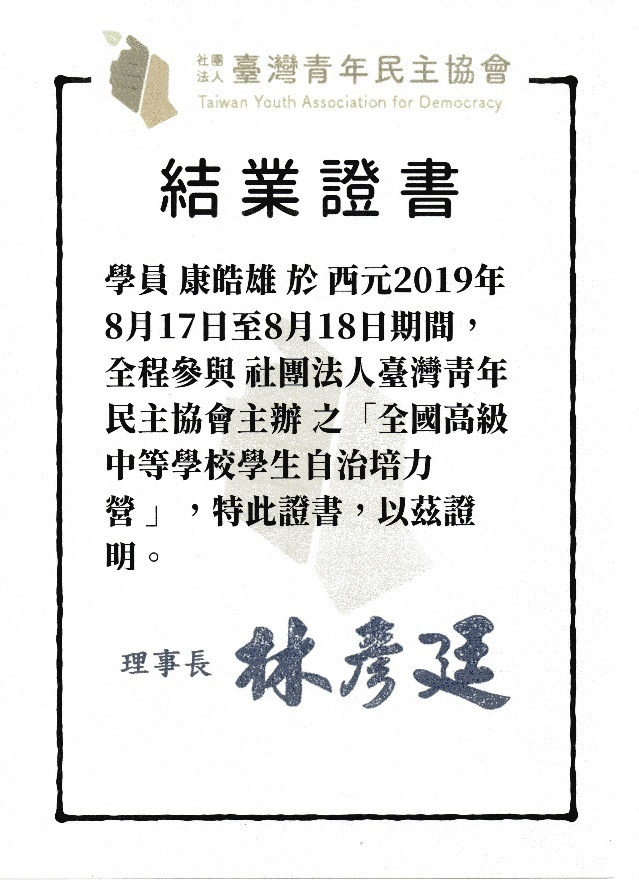 社團法人 臺灣青年民主協會
Taiwan Youth Association for Democracy
結業證書
學員 康皓雄 於 西元2019年
8月17日至8月18日期間，
全程參與 社團法人臺灣青年
民主協會主辦 之「全國高級
中等學校學生自治培力
營 」，特此證書，以茲證
明。
理事長 林彥廷